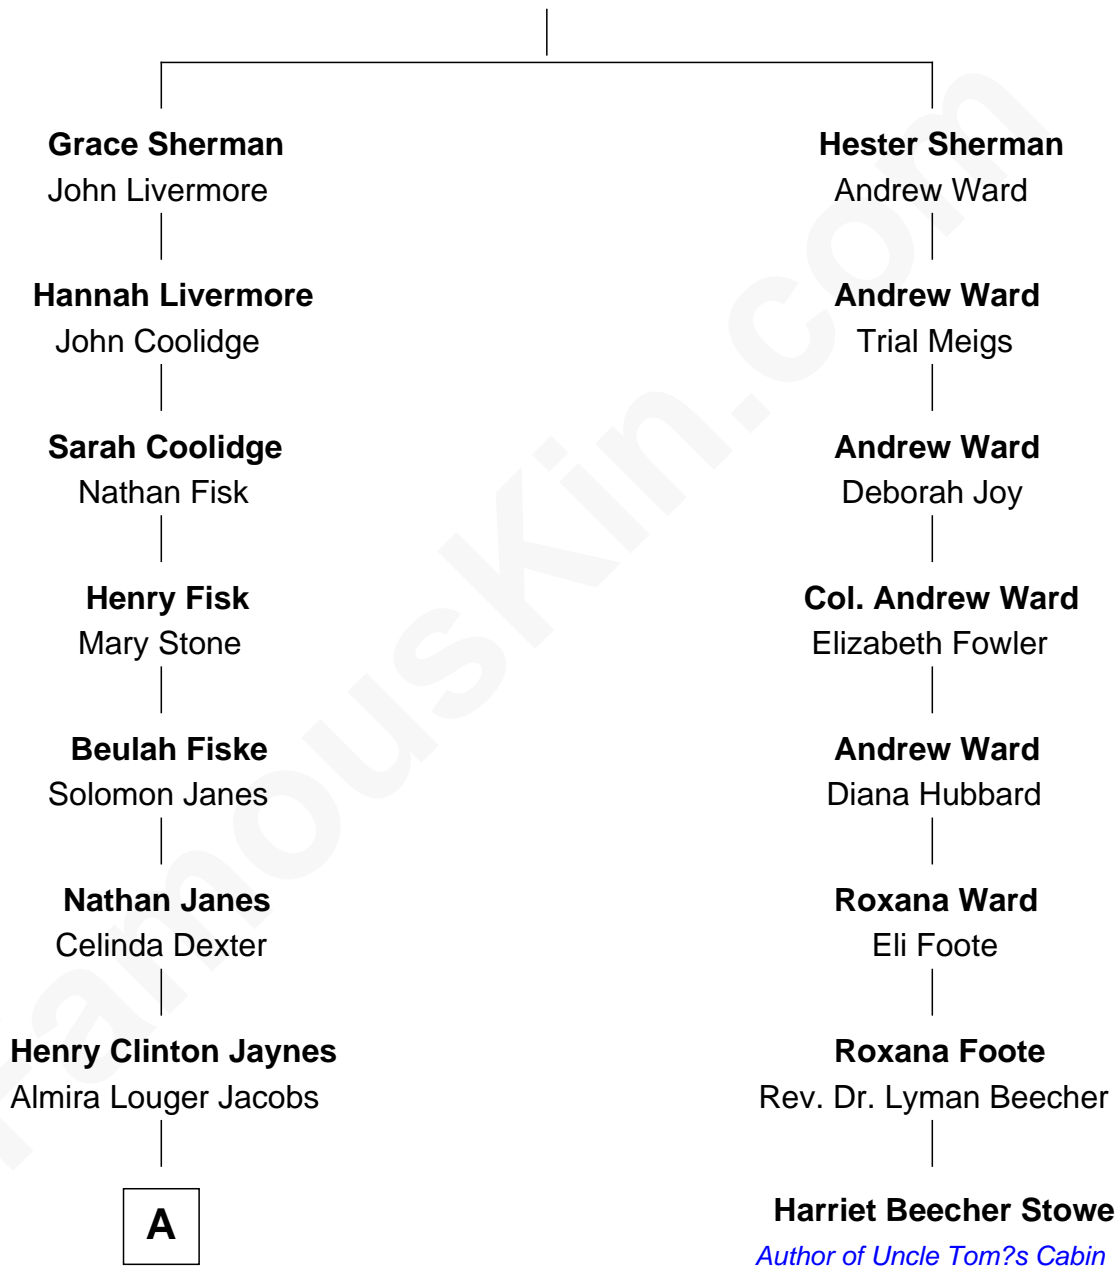 Grace Sherman
John Livermore
Hannah Livermore
John Coolidge
Sarah Coolidge
Nathan Fisk
Henry Fisk
Mary Stone
Beulah Fiske
Solomon Janes
Nathan Janes
Celinda Dexter
Henry Clinton Jaynes
Almira Louger Jacobs
A
Hester Sherman
Andrew Ward
Andrew Ward
Trial Meigs
Andrew Ward
Deborah Joy
Col. Andrew Ward
Elizabeth Fowler
Andrew Ward
Diana Hubbard
Roxana Ward
Eli Foote
Roxana Foote
Rev. Dr. Lyman Beecher
Harriet Beecher Stowe
Author of Uncle Tom?s Cabin
FamousKin.com